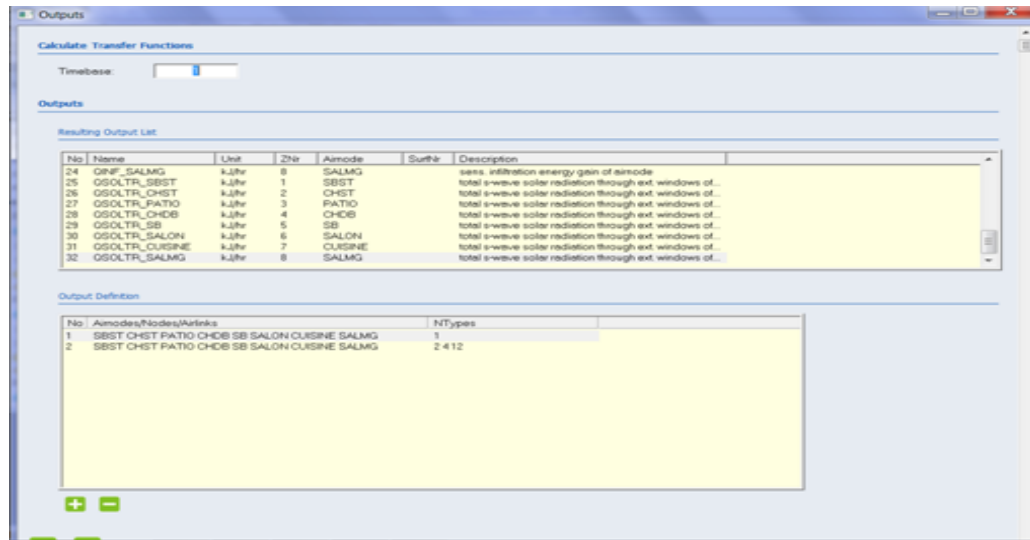 Outputs
Calculate Transfer Functions
Timebase: 1
Outputs
Resulting Output List
No Name Unit ZNr Airnode SurfNr Description
24 QINF_SALMG kJ/hr 8 SALMG sens. infiltration energy gain of airnode
25 QSOLTR_SBST kJ/hr 1 SBST total s-wave solar radiation through ext. windows of...
26 QSOLTR_CHST kJ/hr 2 CHST total s-wave solar radiation through ext. windows of...
27 QSOLTR_PATIO kJ/hr 3 PATIO total s-wave solar radiation through ext. windows of...
28 QSOLTR_CHDB kJ/hr 4 CHDB total s-wave solar radiation through ext. windows of...
29 QSOLTR_SB kJ/hr 5 SB total s-wave solar radiation through ext. windows of...
30 QSOLTR_SALON kJ/hr 6 SALON total s-wave solar radiation through ext. windows of...
31 QSOLTR_CUISINE kJ/hr 7 CUISINE total s-wave solar radiation through ext. windows of...
32 QSOLTR_SALMG kJ/hr 8 SALMG total s-wave solar radiation through ext. windows of...
Output Definition
No Airnodes/Nodes/Airlinks NTypes
1 SBST CHST PATIO CHDB SB SALON CUISINE SALMG 1
2 SBST CHST PATIO CHDB SB SALON CUISINE SALMG 2 4 12